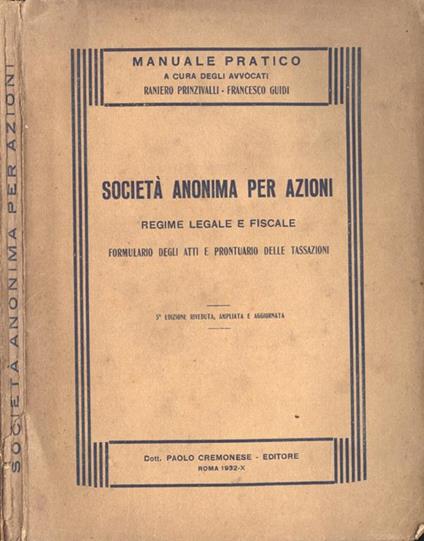 SOCIETÀ ANONIMA PER AZIONI
MANUALE PRATICO
A CURA DEGLI AVVOCATI
RANIERO PRINZIVALLI - FRANCESCO GUIDI
SOCIETÀ ANONIMA PER AZIONI
REGIME LEGALE E FISCALE
FORMULARIO DEGLI ATTI E PRONTUARIO DELLE TASSAZIONI
5ª EDIZIONE RIVEDUTA, AMPLIATA E AGGIORNATA
Dott. PAOLO CREMONESE - EDITORE
ROMA 1932-X